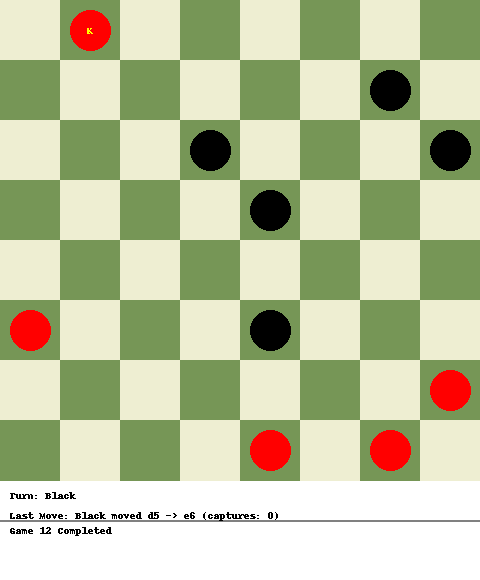 K
Turn: Black
Last Move: Black moved d5 -> e6 (captures: 0)
Game 12 Completed